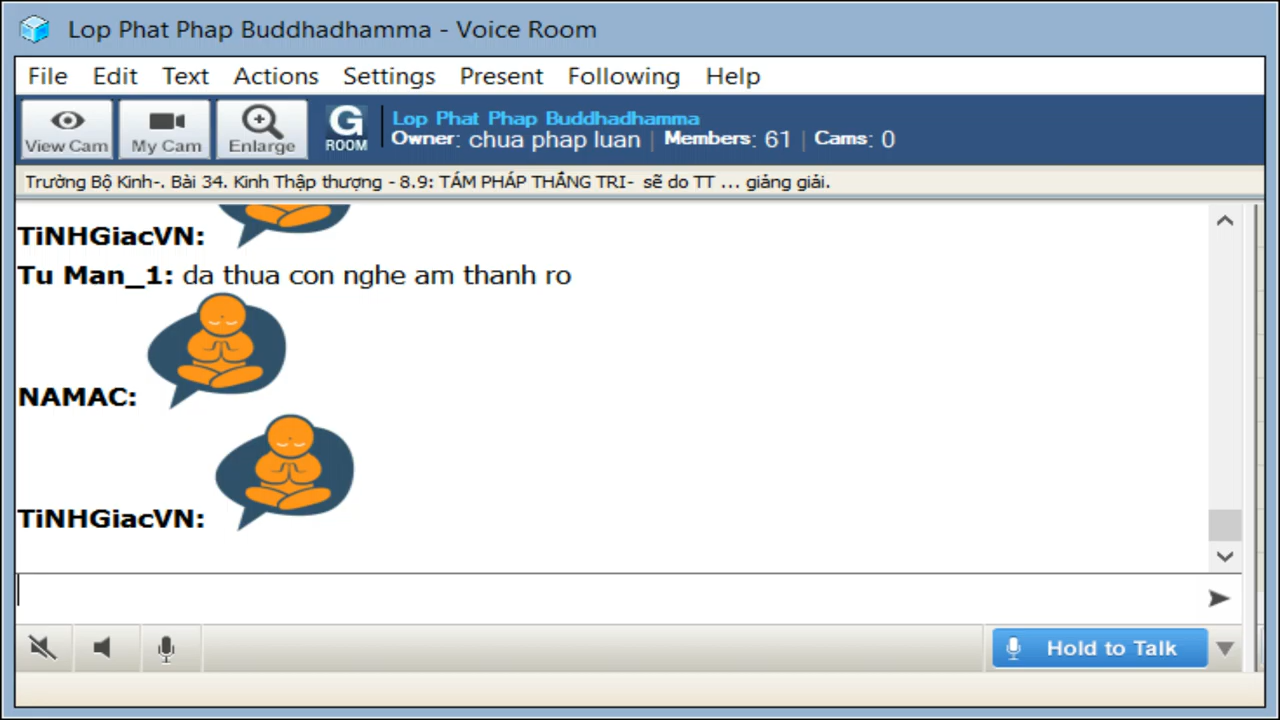 Lop Phat Phap Buddhadhamma - Voice Room
File Edit Text Actions Settings Present Following Help
View Cam My Cam Enlarge G ROOM
Lop Phat Phap Buddhadhamma
Owner: chua phap luan | Members: 61 | Cams: 0
Trường Bộ Kinh-. Bài 34. Kinh Thập thượng - 8.9: TÁM PHÁP THẮNG TRI- sẽ do TT ... giảng giải.
TiNHGiacVN:
Tu Man_1: da thua con nghe am thanh ro
NAMAC:
TiNHGiacVN:
Hold to Talk